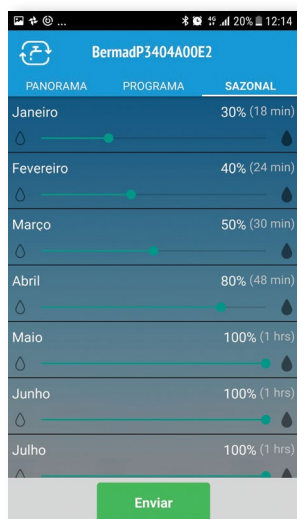 ... 4G 20% 12:14
BermadP3404A00E2
PANORAMA PROGRAMA SAZONAL
Janeiro 30% (18 min)
Fevereiro 40% (24 min)
Março 50% (30 min)
Abril 80% (48 min)
Maio 100% (1 hrs)
Junho 100% (1 hrs)
Julho 100% (1 hrs)
Enviar